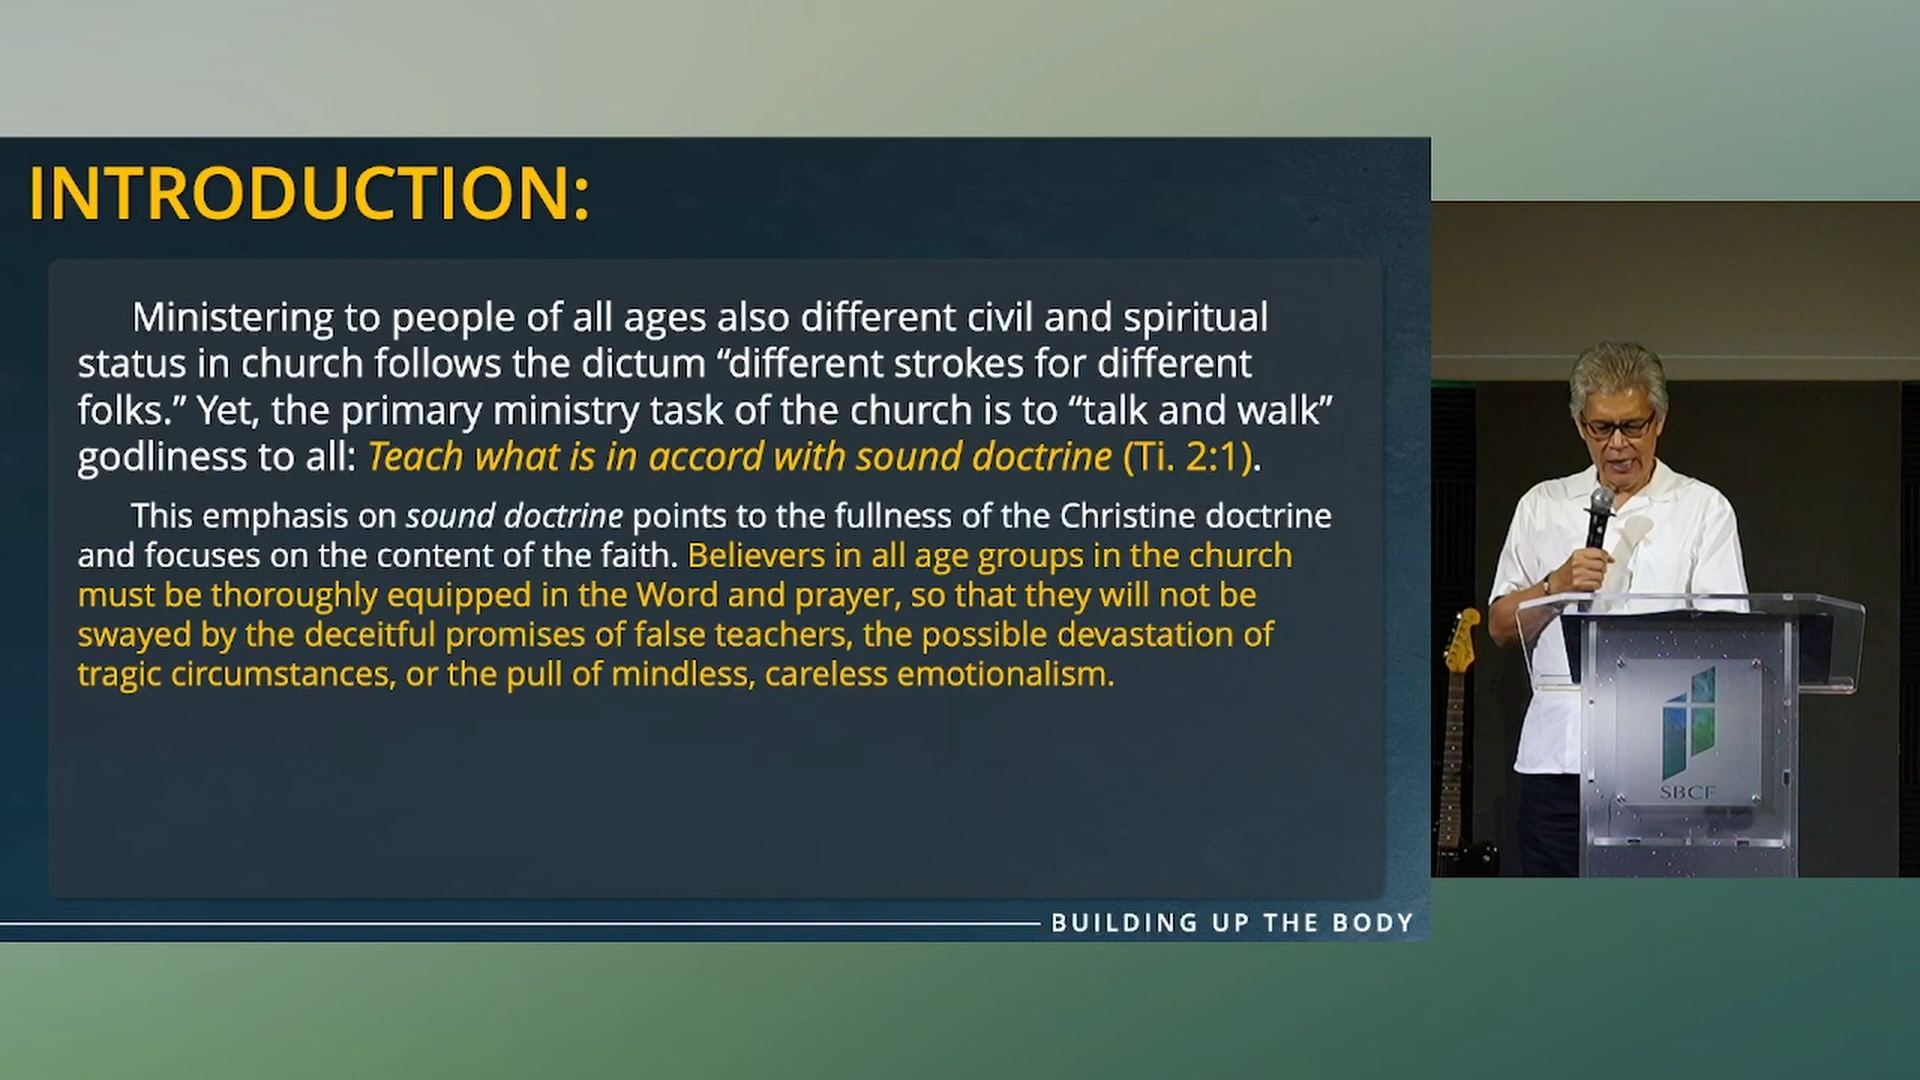 INTRODUCTION:
Ministering to people of all ages also different civil and spiritual
status in church follows the dictum “different strokes for different
folks.” Yet, the primary ministry task of the church is to “talk and walk”
godliness to all: Teach what is in accord with sound doctrine (Ti. 2:1).
This emphasis on sound doctrine points to the fullness of the Christine doctrine
and focuses on the content of the faith. Believers in all age groups in the church
must be thoroughly equipped in the Word and prayer, so that they will not be
swayed by the deceitful promises of false teachers, the possible devastation of
tragic circumstances, or the pull of mindless, careless emotionalism.
BUILDING UP THE BODY
SBCF